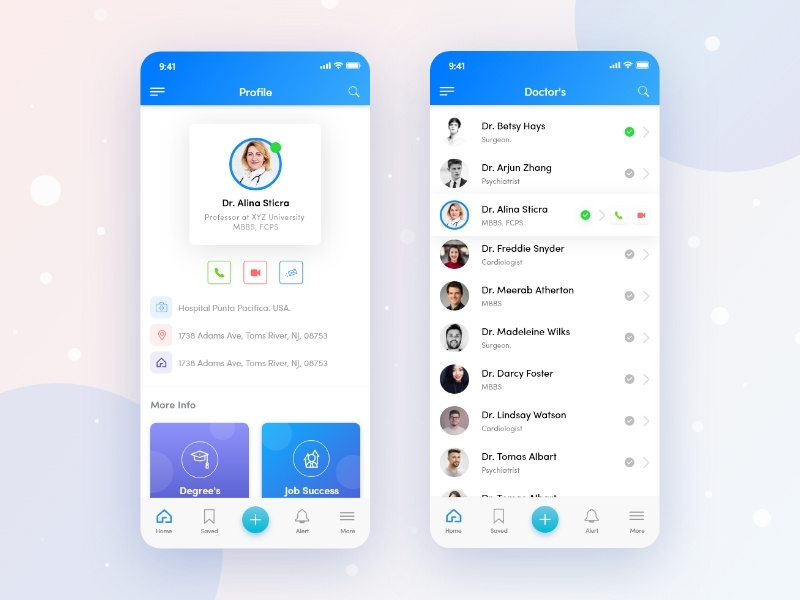 9:41
Profile
Dr. Alina Sticra
Professor at XYZ University
MBBS, FCPS
Hospital Punta Pacifica. USA.
1738 Adams Ave, Toms River, NJ, 08753
1738 Adams Ave, Toms River, NJ, 08753
More Info
Degree's
Job Success
Home
Saved
Alert
More
9:41
Doctor's
Dr. Betsy Hays
Surgeon.
Dr. Arjun Zhang
Psychiatrist
Dr. Alina Sticra
MBBS. FCPS
Dr. Freddie Snyder
Cardiologist
Dr. Meerab Atherton
MBBS
Dr. Madeleine Wilks
Surgeon.
Dr. Darcy Foster
MBBS
Dr. Lindsay Watson
Cardiologist
Dr. Tomas Albart
Psychiatrist
Dr. Tomas Albart
Home
Saved
Alert
More